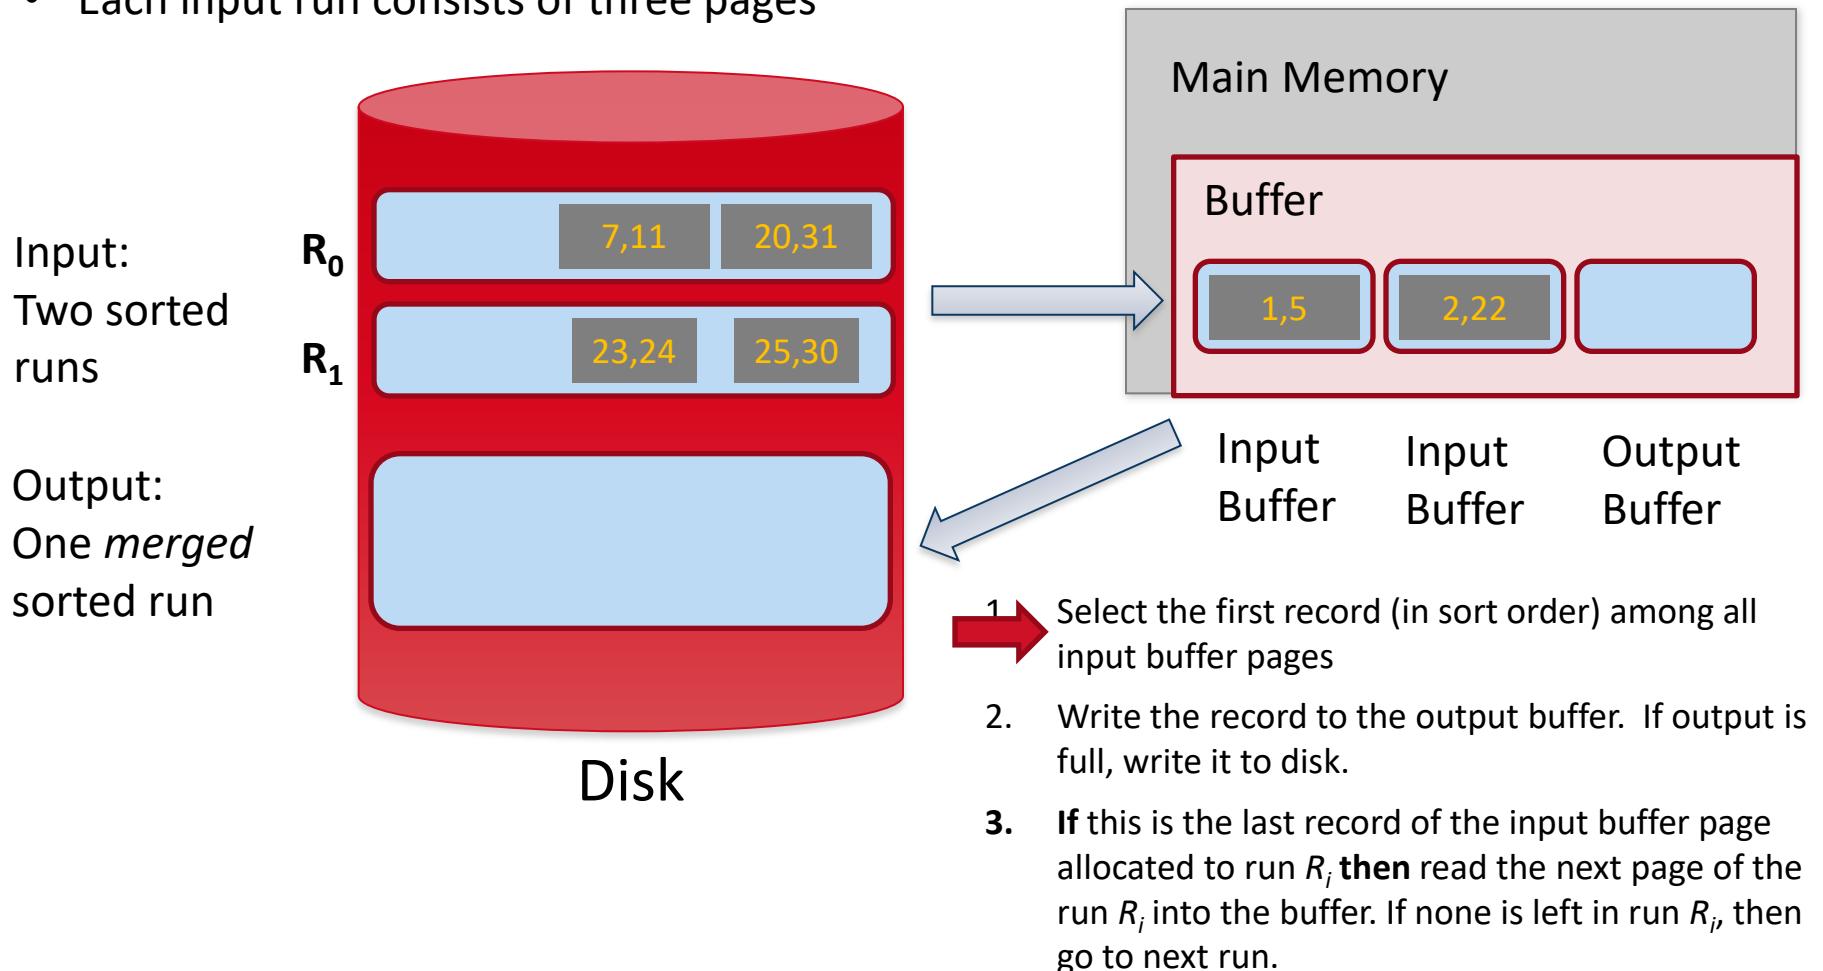 • Each input run consists of three pages
Main Memory
Buffer
Input:
Two sorted
runs
R0
7,11
20,31
R1
23,24
25,30
1,5
2,22
Input
Buffer
Input
Buffer
Output
Buffer
Output:
One merged
sorted run
Disk
1. Select the first record (in sort order) among all
input buffer pages
2. Write the record to the output buffer. If output is
full, write it to disk.
3. If this is the last record of the input buffer page
allocated to run Ri then read the next page of the
run Ri into the buffer. If none is left in run Ri, then
go to next run.